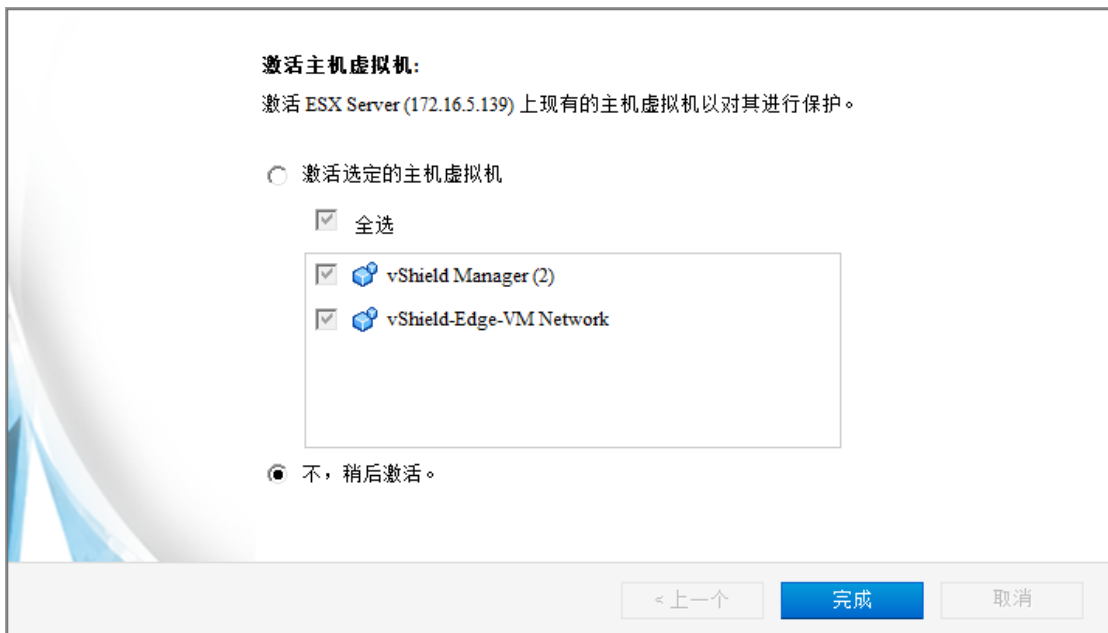 激活主机虚拟机:
激活 ESX Server (172.16.5.139) 上现有的主机虚拟机以对其进行保护。
激活选定的主机虚拟机
全选
vShield Manager (2)
vShield-Edge-VM Network
不，稍后激活。
<上一个 完成 取消